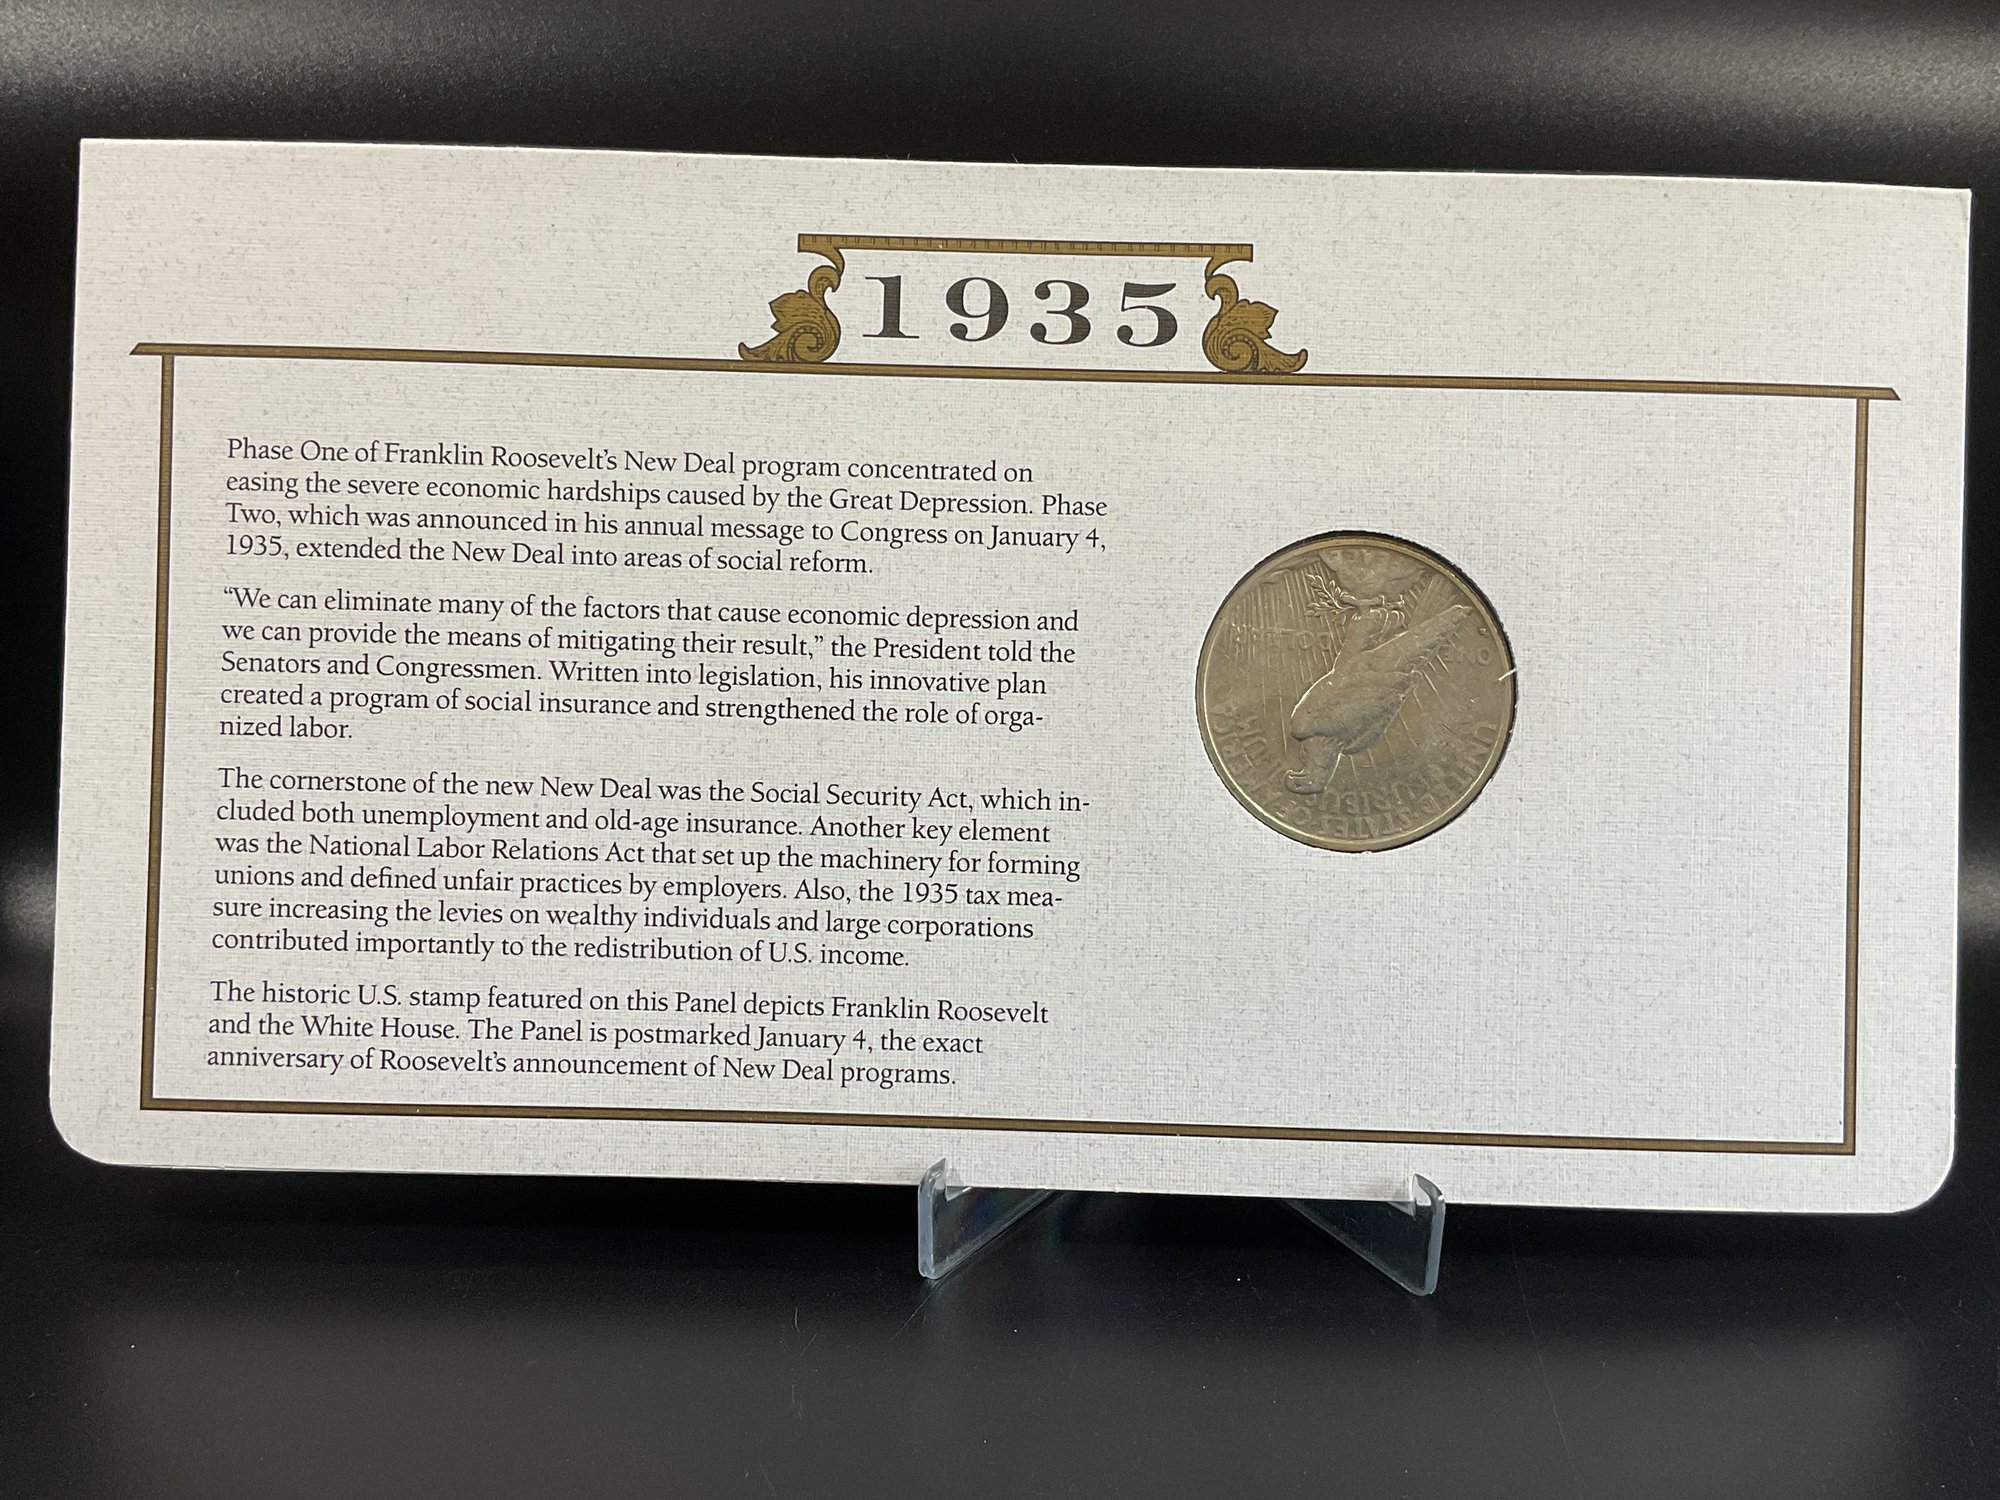 1935
Phase One of Franklin Roosevelt's New Deal program concentrated on
easing the severe economic hardships caused by the Great Depression. Phase
Two, which was announced in his annual message to Congress on January 4,
1935, extended the New Deal into areas of social reform.
“We can eliminate many of the factors that cause economic depression and
we can provide the means of mitigating their result,” the President told the
Senators and Congressmen. Written into legislation, his innovative plan
created a program of social insurance and strengthened the role of orga-
nized labor.
The cornerstone of the new New Deal was the Social Security Act, which in-
cluded both unemployment and old-age insurance. Another key element
was the National Labor Relations Act that set up the machinery for forming
unions and defined unfair practices by employers. Also, the 1935 tax mea-
sure increasing the levies on wealthy individuals and large corporations
contributed importantly to the redistribution of U.S. income.
The historic U.S. stamp featured on this Panel depicts Franklin Roosevelt
and the White House. The Panel is postmarked January 4, the exact
anniversary of Roosevelt's announcement of New Deal programs.
UNITED STATES OF AMERICA